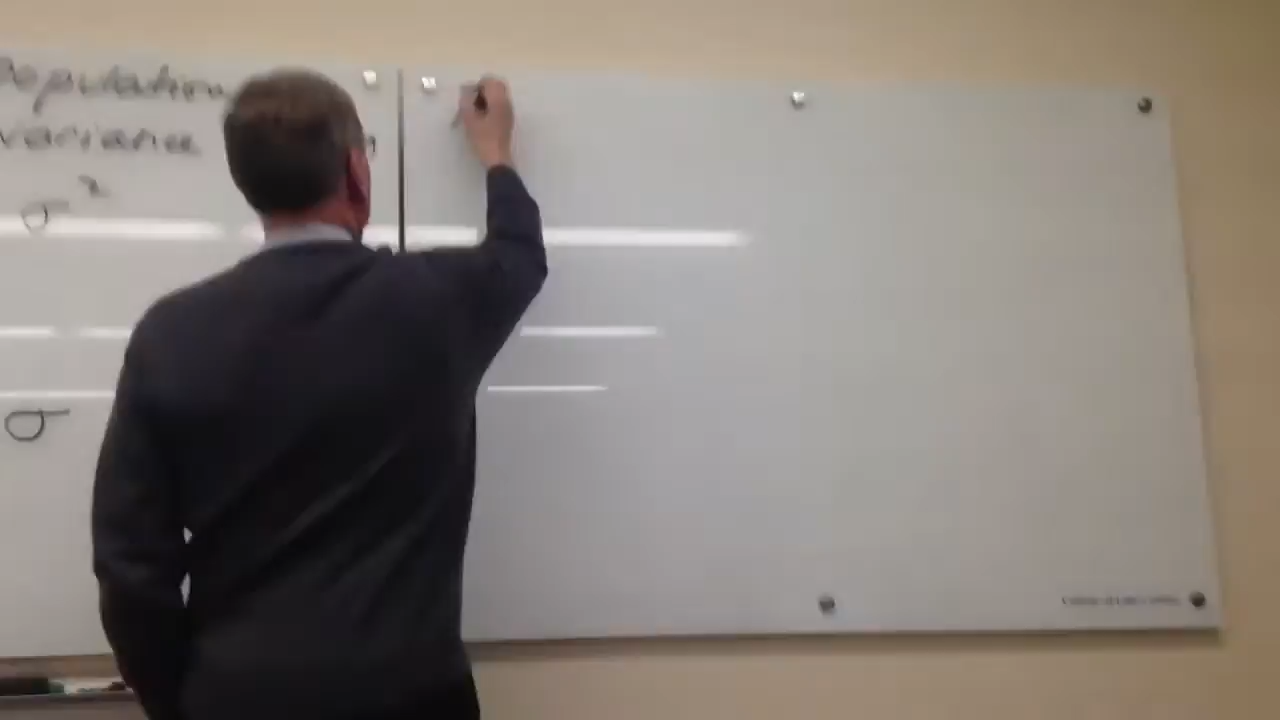 Population
variance
σ²
σ